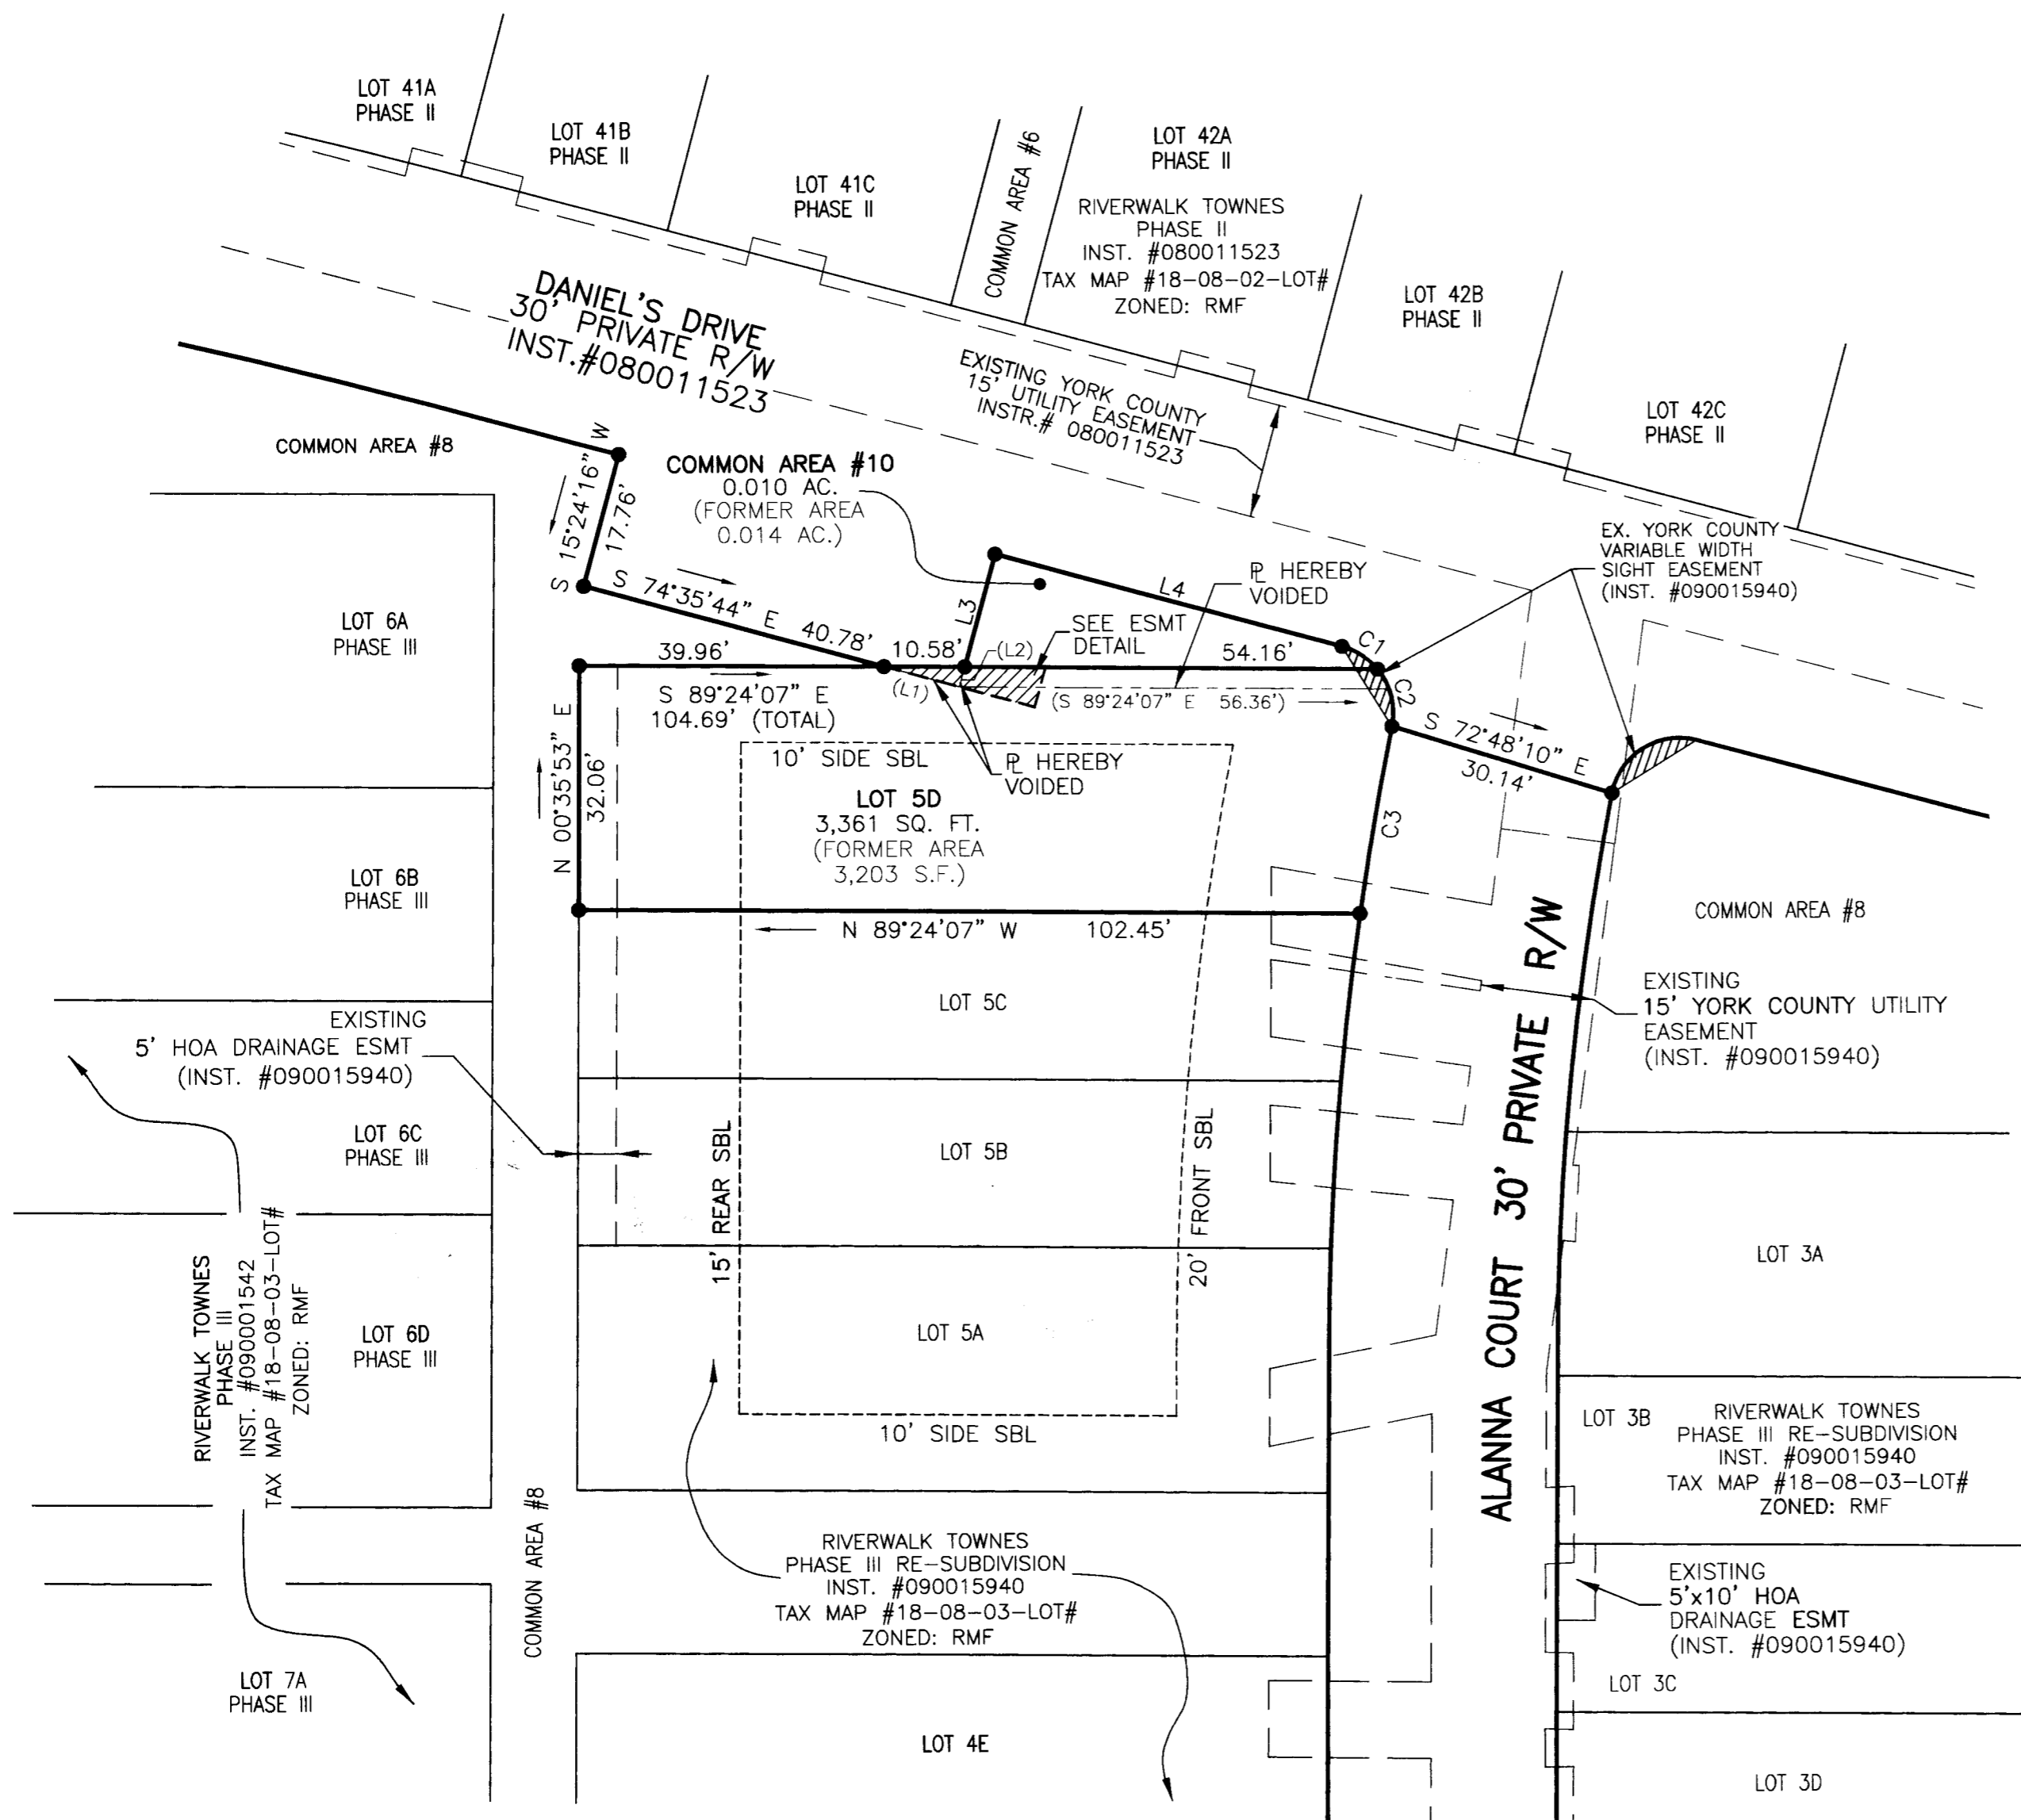 LOT 41A
PHASE II
LOT 41B
PHASE II
LOT 41C
PHASE II
COMMON AREA #6
LOT 42A
PHASE II
RIVERWALK TOWNES
PHASE II
INST. #080011523
TAX MAP #18-08-02-LOT#
ZONED: RMF
LOT 42B
PHASE II
LOT 42C
PHASE II
DANIEL'S DRIVE
30' PRIVATE R/W
INST.#080011523
EXISTING YORK COUNTY
15' UTILITY EASEMENT
INSTR.# 080011523
COMMON AREA #8
COMMON AREA #10
0.010 AC.
(FORMER AREA
0.014 AC.)
S 15°24'16" W
17.76'
S 74°35'44" E 40.78'
L3
L4
C1
C2
C3
℄ HEREBY
VOIDED
SEE ESMT
DETAIL
EX. YORK COUNTY
VARIABLE WIDTH
SIGHT EASEMENT
(INST. #090015940)
39.96'
10.58'
(L2)
54.16'
(L1)
S 89°24'07" E
104.69' (TOTAL)
(S 89°24'07" E 56.36')
S 72°48'10" E
30.14'
LOT 6A
PHASE III
N 00°35'53" E
32.06'
10' SIDE SBL
℄ HEREBY
VOIDED
LOT 5D
3,361 SQ. FT.
(FORMER AREA
3,203 S.F.)
N 89°24'07" W 102.45'
LOT 6B
PHASE III
COMMON AREA #8
EXISTING
5' HOA DRAINAGE ESMT
(INST. #090015940)
LOT 5C
EXISTING
15' YORK COUNTY UTILITY
EASEMENT
(INST. #090015940)
ALANNA COURT 30' PRIVATE R/W
LOT 6C
PHASE III
LOT 5B
15' REAR SBL
20' FRONT SBL
LOT 3A
RIVERWALK TOWNES
PHASE III
INST. #090001542
TAX MAP #18-08-03-LOT#
ZONED: RMF
LOT 6D
PHASE III
LOT 5A
10' SIDE SBL
LOT 3B
RIVERWALK TOWNES
PHASE III RE-SUBDIVISION
INST. #090015940
TAX MAP #18-08-03-LOT#
ZONED: RMF
COMMON AREA #8
RIVERWALK TOWNES
PHASE III RE-SUBDIVISION
INST. #090015940
TAX MAP #18-08-03-LOT#
ZONED: RMF
EXISTING
5'x10' HOA
DRAINAGE ESMT
(INST. #090015940)
LOT 7A
PHASE III
LOT 3C
LOT 4E
LOT 3D